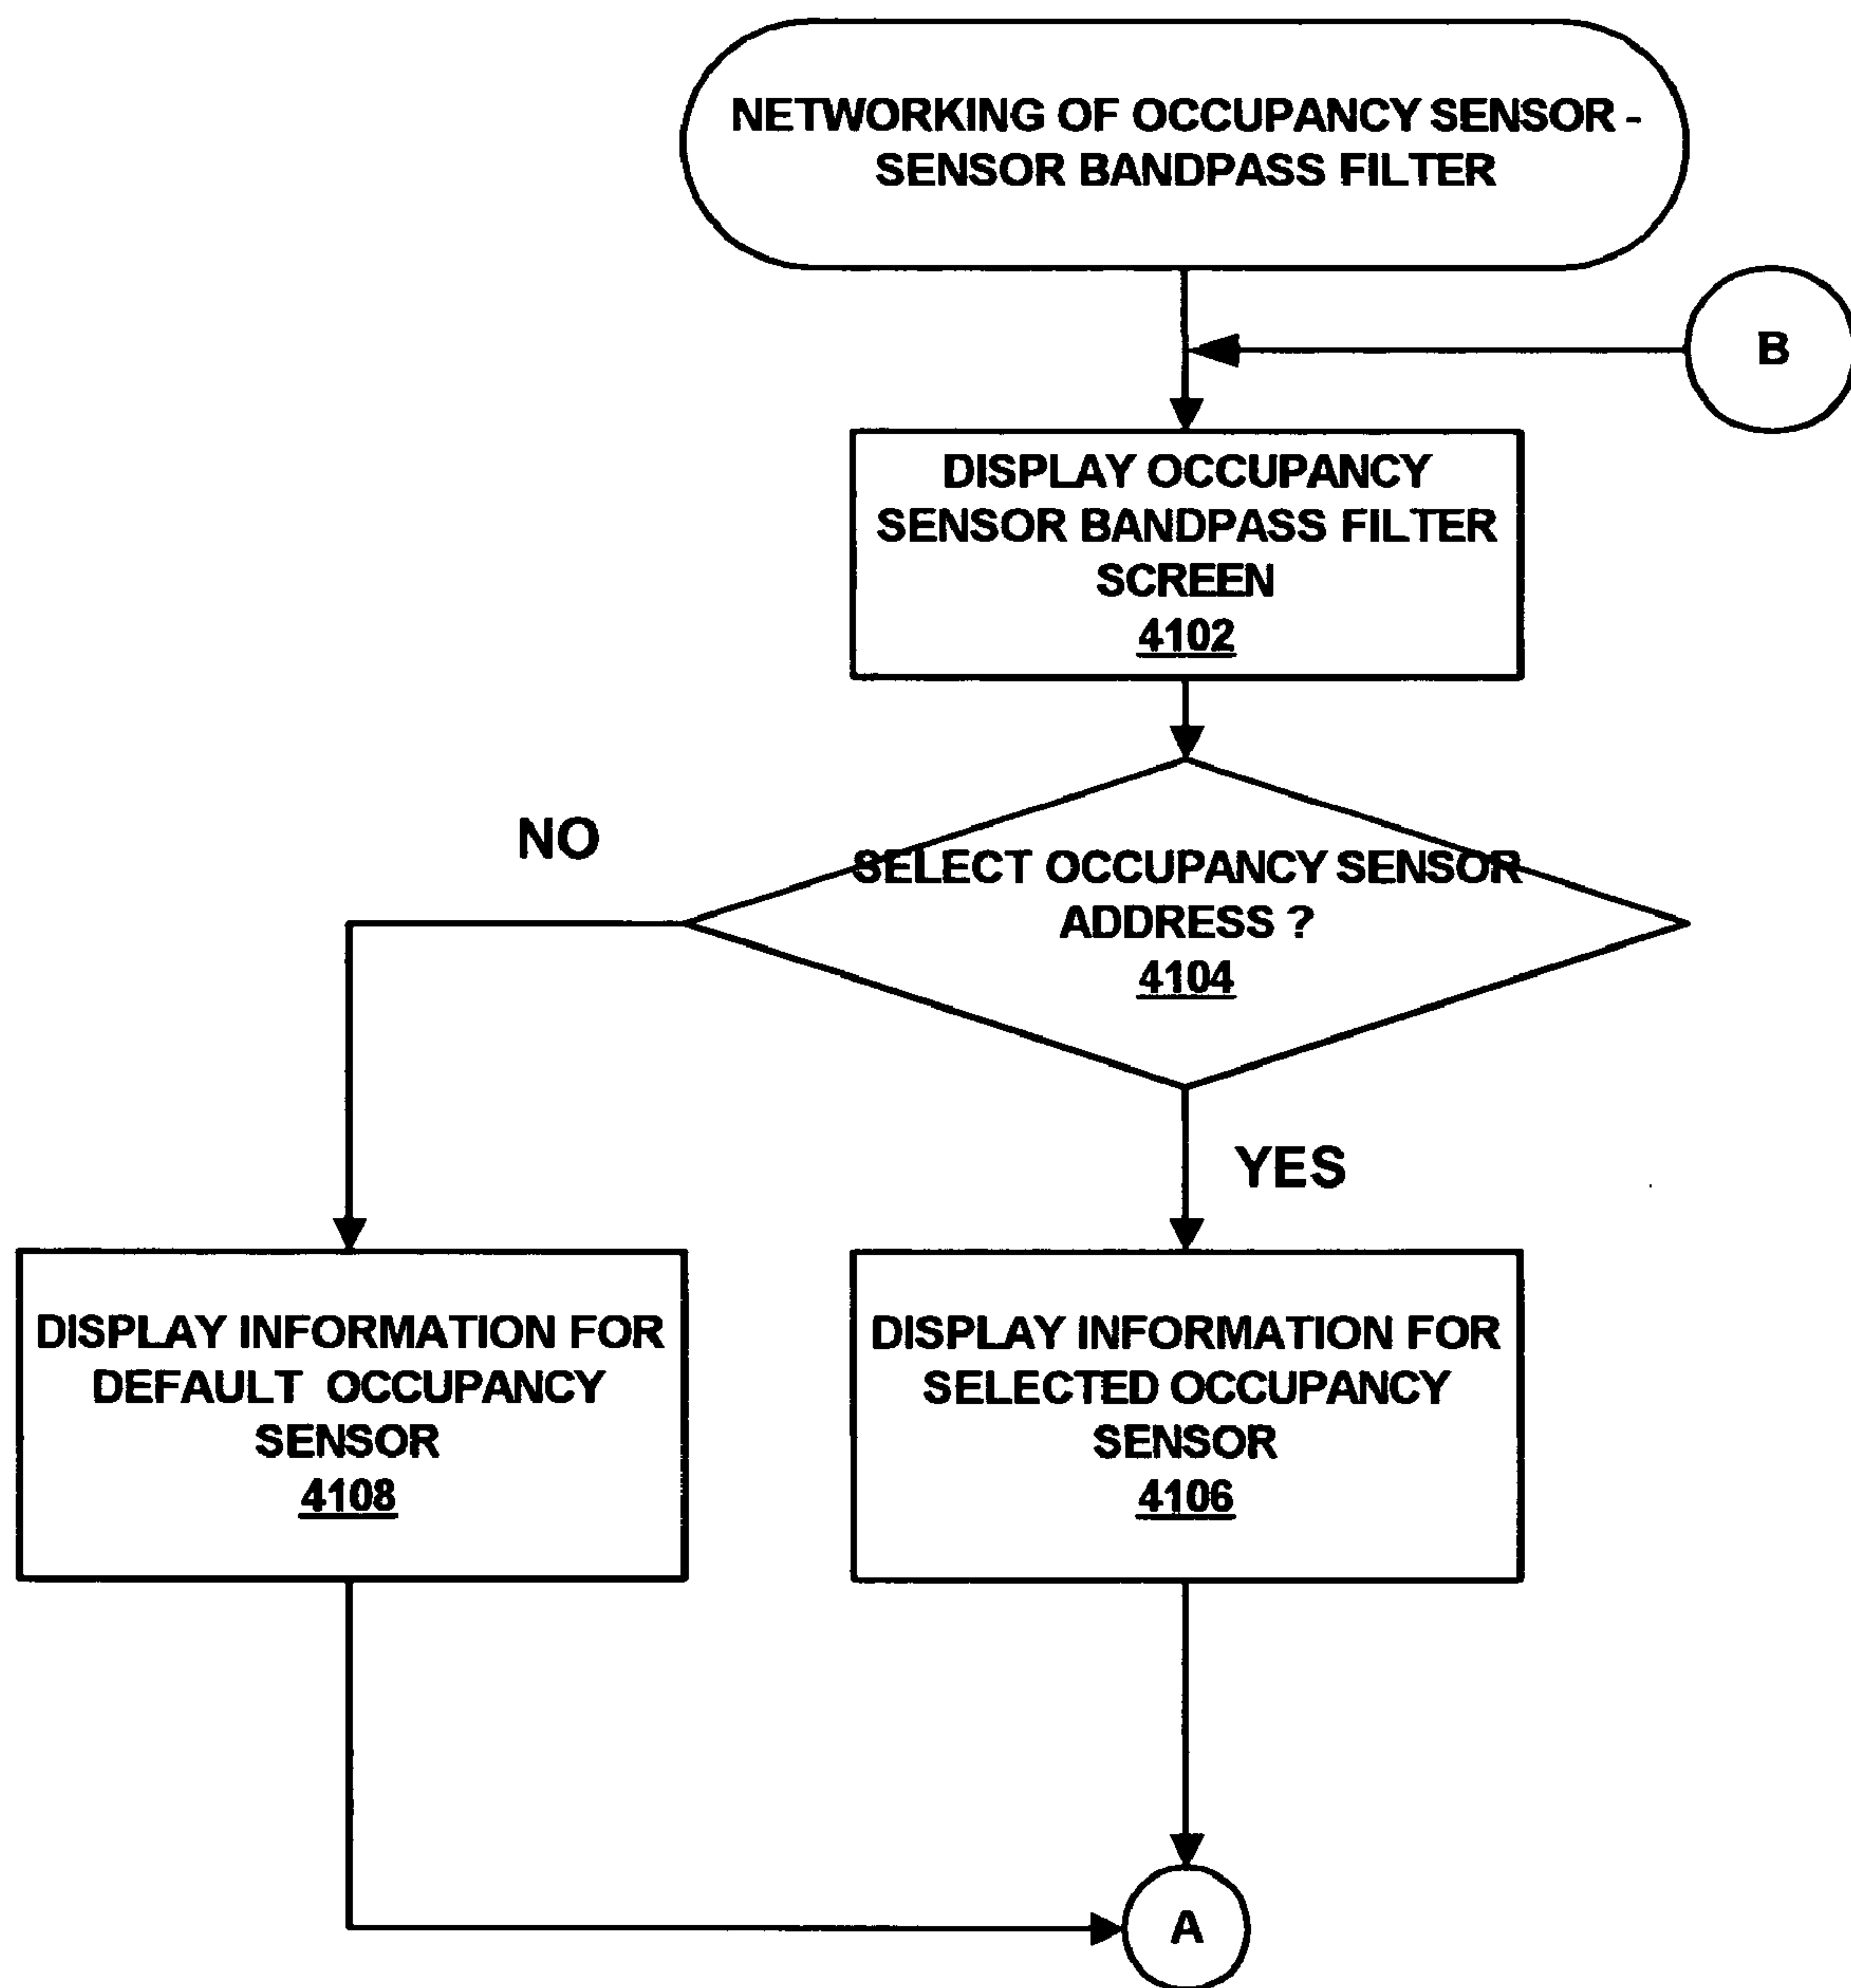 NETWORKING OF OCCUPANCY SENSOR -
SENSOR BANDPASS FILTER
B
DISPLAY OCCUPANCY
SENSOR BANDPASS FILTER
SCREEN
4102
NO
SELECT OCCUPANCY SENSOR
ADDRESS ?
4104
YES
DISPLAY INFORMATION FOR
DEFAULT OCCUPANCY
SENSOR
4108
DISPLAY INFORMATION FOR
SELECTED OCCUPANCY
SENSOR
4106
A